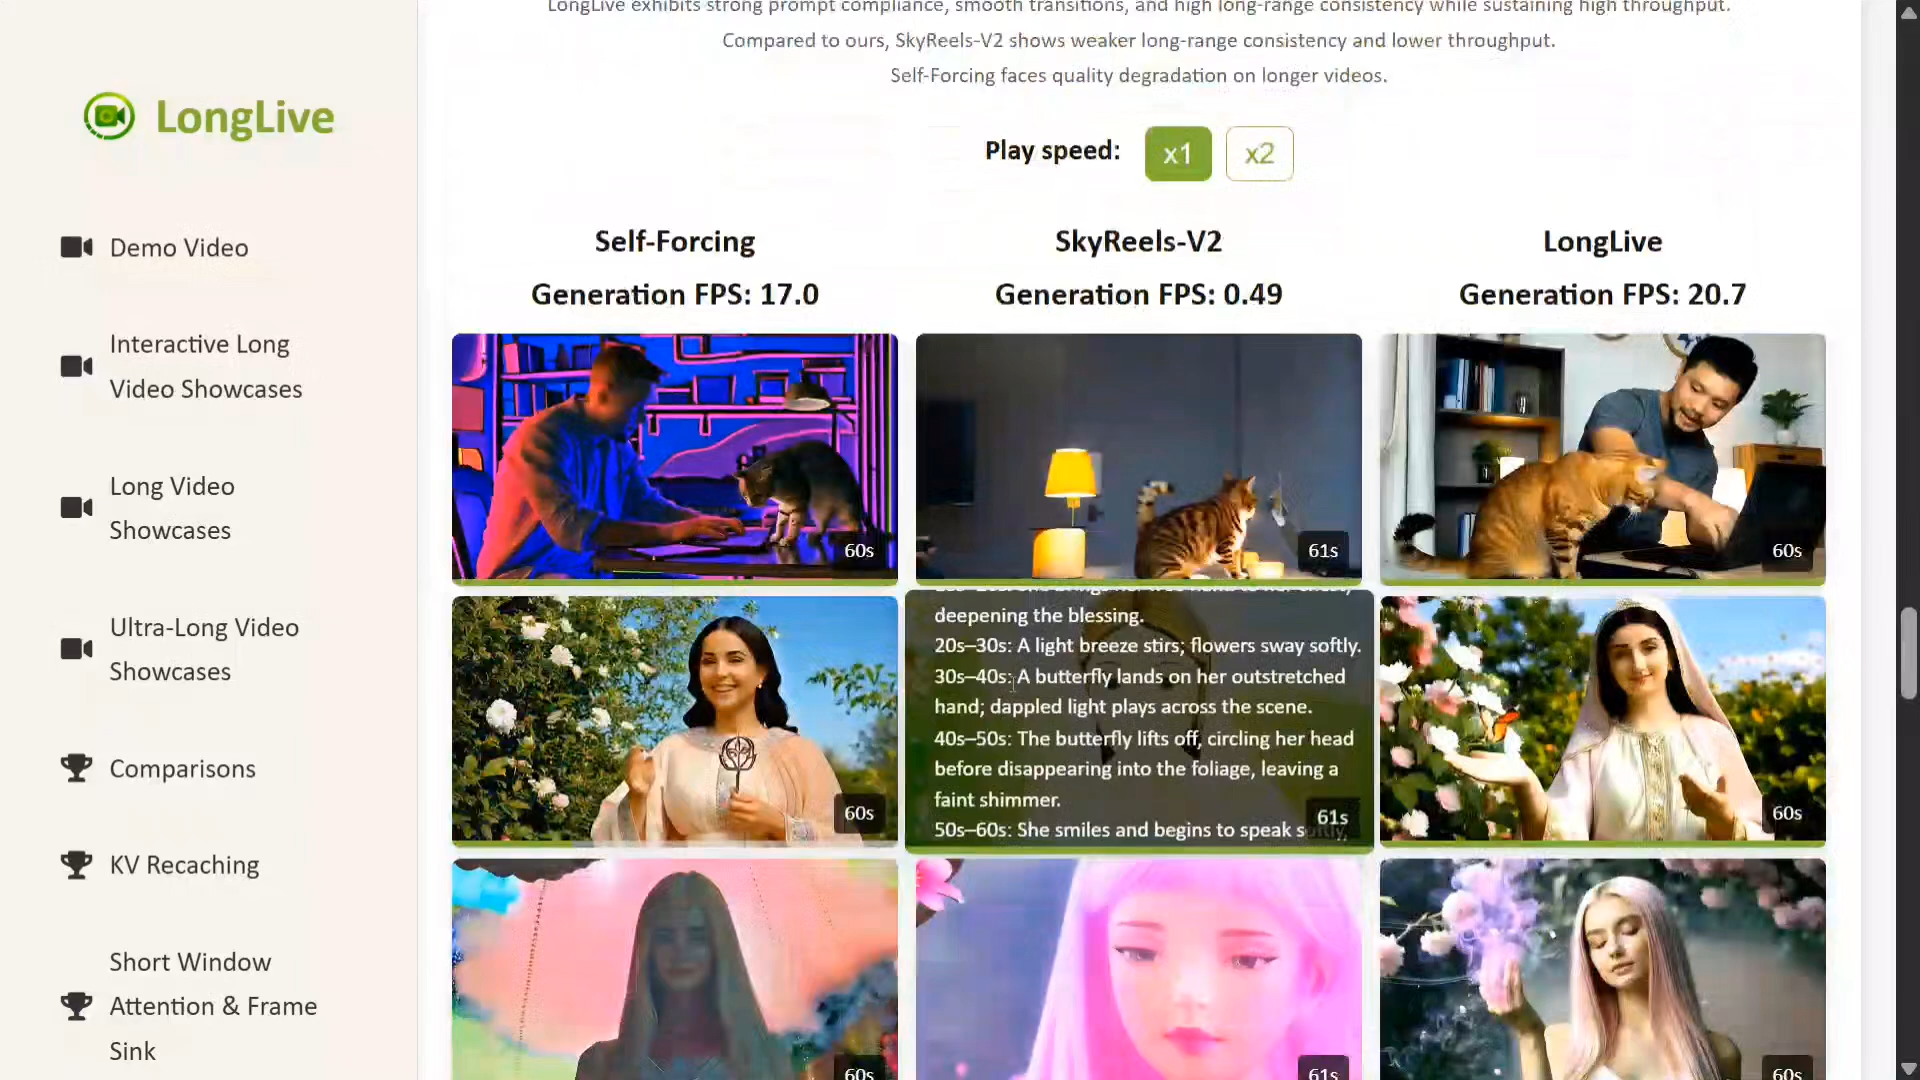 LongLive exhibits strong prompt compliance, smooth transitions, and high long-range consistency while sustaining high throughput.
Compared to ours, SkyReels-V2 shows weaker long-range consistency and lower throughput.
Self-Forcing faces quality degradation on longer videos.
LongLive
Play speed:
x1
x2
Demo Video
Interactive Long
Video Showcases
Long Video
Showcases
Ultra-Long Video
Showcases
Comparisons
KV Recaching
Short Window
Attention & Frame
Sink
Self-Forcing
Generation FPS: 17.0
SkyReels-V2
Generation FPS: 0.49
LongLive
Generation FPS: 20.7
60s
61s
60s
60s
deepening the blessing.
20s–30s: A light breeze stirs; flowers sway softly.
30s–40s: A butterfly lands on her outstretched
hand; dappled light plays across the scene.
40s–50s: The butterfly lifts off, circling her head
before disappearing into the foliage, leaving a
faint shimmer.
50s–60s: She smiles and begins to speak softly,
61s
60s
60s
61s
60s